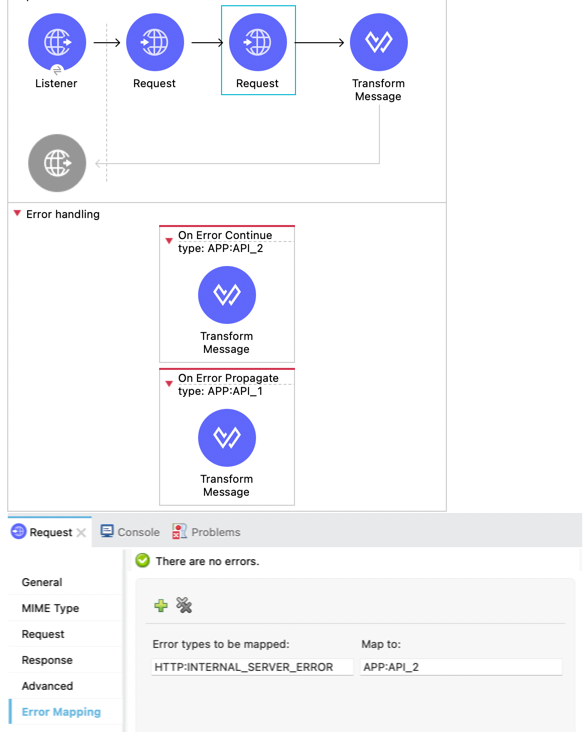 Listener
Request
Request
Transform
Message
Error handling
On Error Continue
type: APP:API_2
Transform
Message
On Error Propagate
type: APP:API_1
Transform
Message
Request
Console
Problems
There are no errors.
General
MIME Type
Request
Response
Advanced
Error Mapping
Error types to be mapped:
Map to:
HTTP:INTERNAL_SERVER_ERROR
APP:API_2